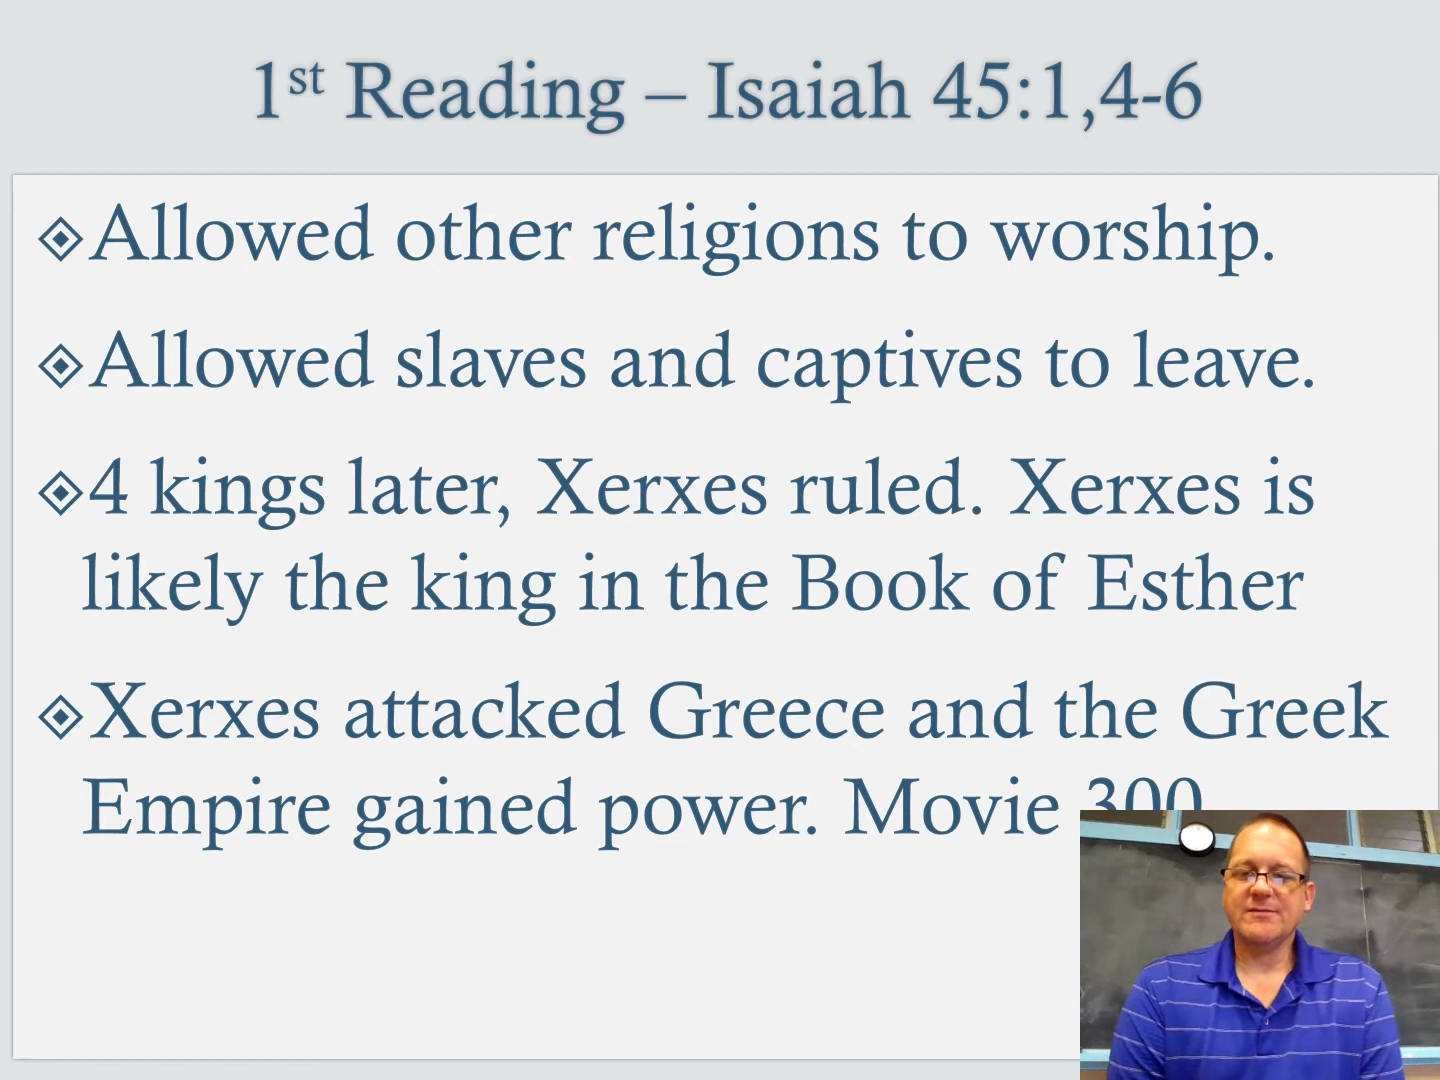 1st Reading – Isaiah 45:1,4-6
Allowed other religions to worship.
Allowed slaves and captives to leave.
4 kings later, Xerxes ruled. Xerxes is
likely the king in the Book of Esther
Xerxes attacked Greece and the Greek
Empire gained power. Movie 300